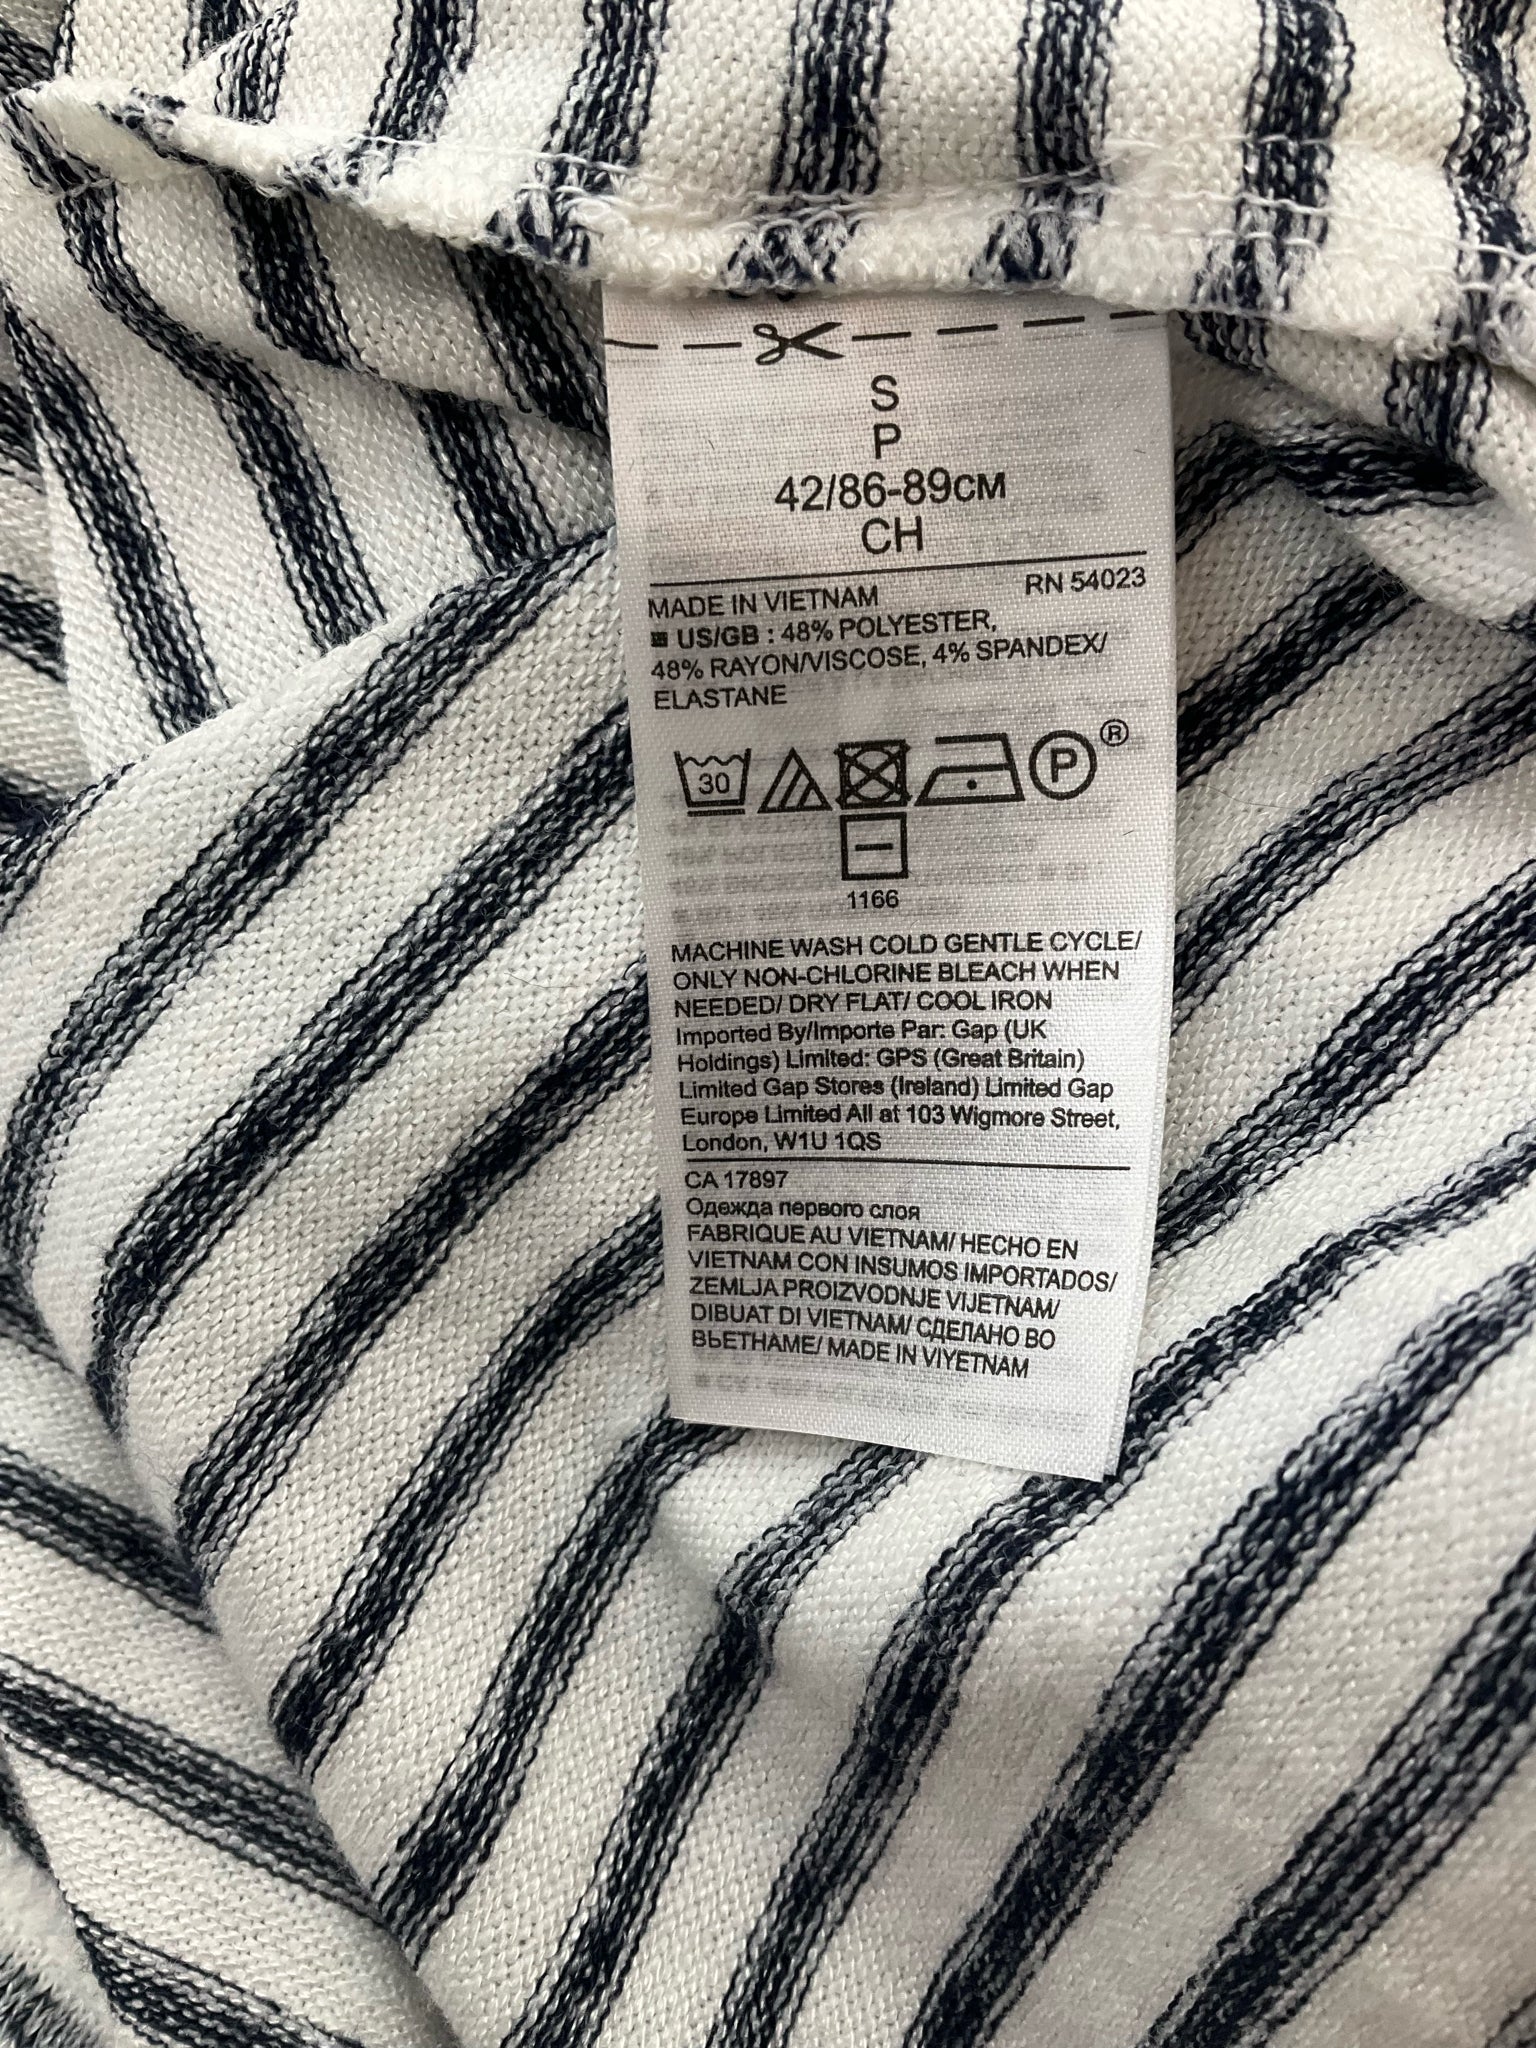 S
P
42/86-89см
CH
MADE IN VIETNAM RN 54023
US/GB : 48% POLYESTER,
48% RAYON/VISCOSE, 4% SPANDEX/
ELASTANE
30 P ®
1166
MACHINE WASH COLD GENTLE CYCLE/
ONLY NON-CHLORINE BLEACH WHEN
NEEDED/ DRY FLAT/ COOL IRON
Imported By/Importe Par: Gap (UK
Holdings) Limited: GPS (Great Britain)
Limited Gap Stores (Ireland) Limited Gap
Europe Limited All at 103 Wigmore Street,
London, W1U 1QS
CA 17897
Одежда первого слоя
FABRIQUE AU VIETNAM/ HECHO EN
VIETNAM CON INSUMOS IMPORTADOS/
ZEMLJA PROIZVODNJE VIJETNAM/
DIBUAT DI VIETNAM/ СДЕЛАНО ВО
ВЬЕТНАМЕ/ MADE IN VIYETNAM